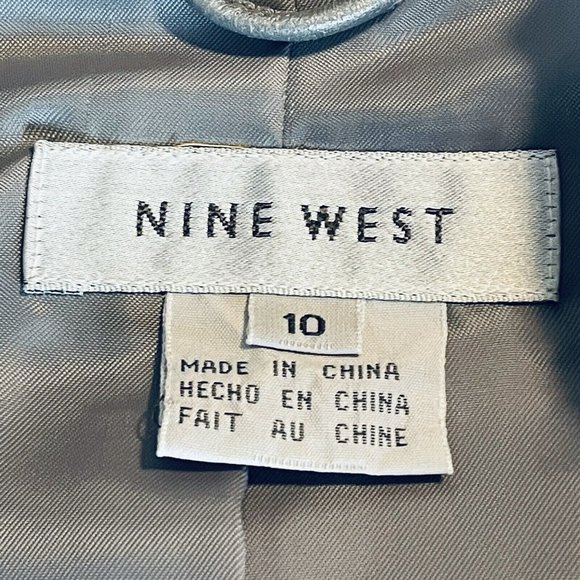 NINE WEST
10
MADE IN CHINA
HECHO EN CHINA
FAIT AU CHINE